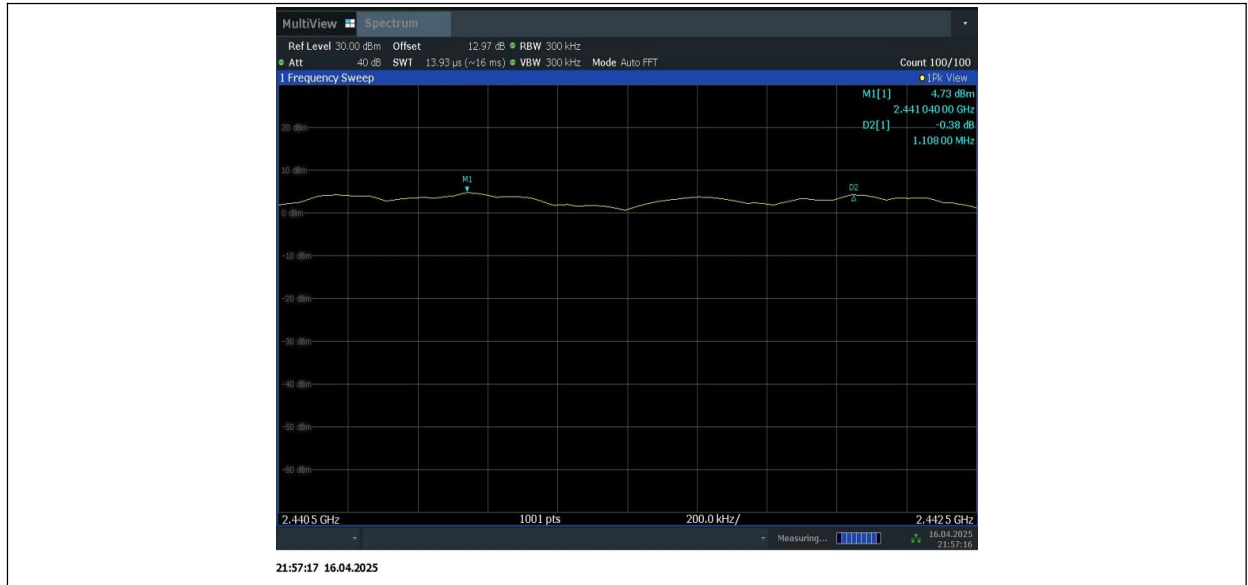 MultiView Spectrum
Ref Level 30.00 dBm Offset 12.97 dB RBW 300 kHz
Att 40 dB SWT 13.93 µs (~16 ms) VBW 300 kHz Mode Auto FFT Count 100/100
1 Frequency Sweep 1Pk View
M1[1] 4.73 dBm
2.441 040 00 GHz
20 dBm D2[1] -0.38 dB
1.108 00 MHz
10 dBm
M1
D2
0 dBm
-10 dBm
-20 dBm
-30 dBm
-40 dBm
-50 dBm
-60 dBm
2.440 5 GHz 1001 pts 200.0 kHz/ 2.442 5 GHz
Measuring... 16.04.2025
21:57:16
21:57:17 16.04.2025